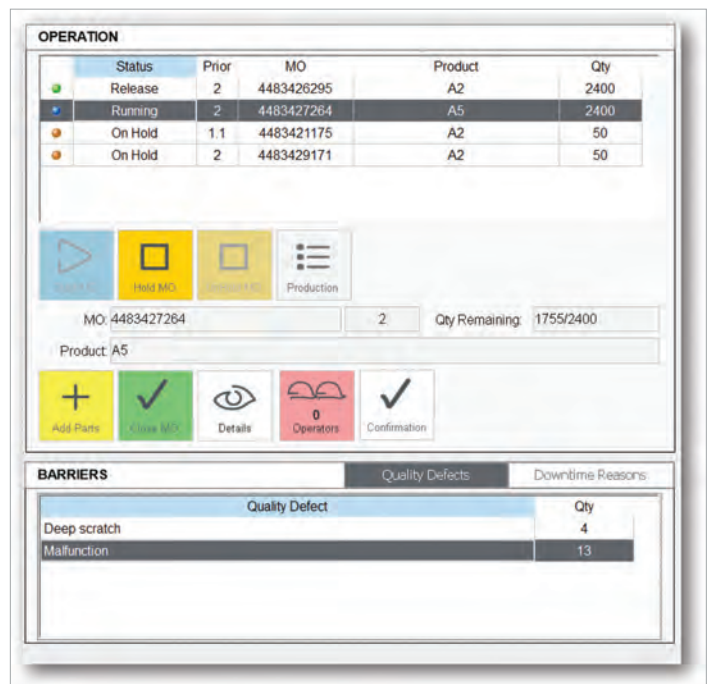 OPERATION
Status Prior MO Product Qty
Release 2 4483426295 A2 2400
Running 2 4483427264 A5 2400
On Hold 1.1 4483421175 A2 50
On Hold 2 4483429171 A2 50
Hold MO Production
MO: 4483427264 2 Qty Remaining: 1755/2400
Product: A5
0
Add Parts Close MO Details Operators Confirmation
BARRIERS Quality Defects Downtime Reasons
Quality Defect Qty
Deep scratch 4
Malfunction 13